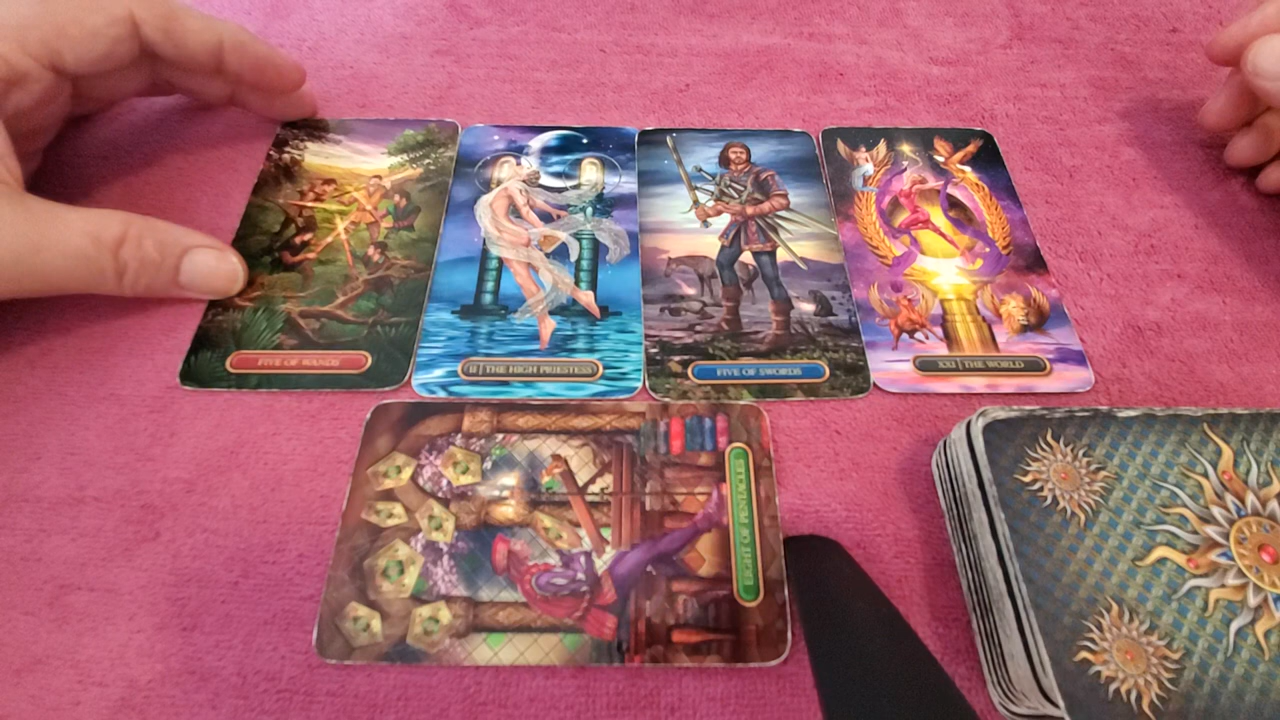 FIVE OF WANDS
II | THE HIGH PRIESTESS
FIVE OF SWORDS
XXI | THE WORLD
EIGHT OF PENTACLES